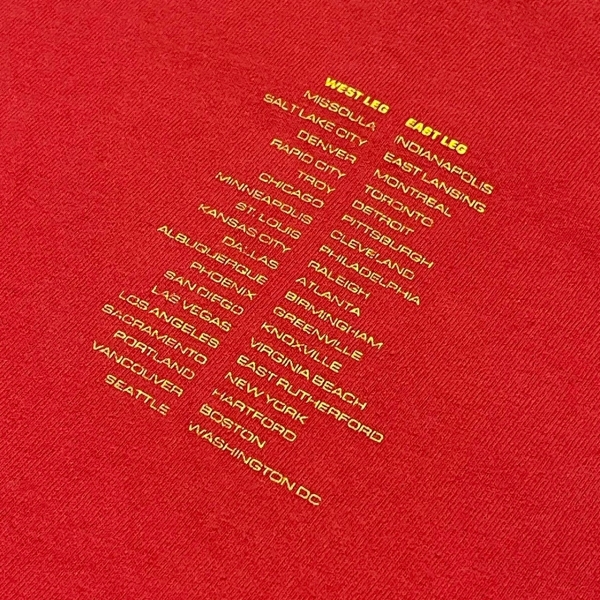 WEST LEG
MISSOULA
SALT LAKE CITY
DENVER
RAPID CITY
TROY
CHICAGO
MINNEAPOLIS
ST. LOUIS
KANSAS CITY
DALLAS
ALBUQUERQUE
PHOENIX
SAN DIEGO
LAS VEGAS
LOS ANGELES
SACRAMENTO
PORTLAND
VANCOUVER
SEATTLE
EAST LEG
INDIANAPOLIS
EAST LANSING
MONTREAL
TORONTO
DETROIT
PITTSBURGH
CLEVELAND
PHILADELPHIA
RALEIGH
ATLANTA
BIRMINGHAM
GREENVILLE
KNOXVILLE
VIRGINIA BEACH
EAST RUTHERFORD
NEW YORK
HARTFORD
BOSTON
WASHINGTON DC